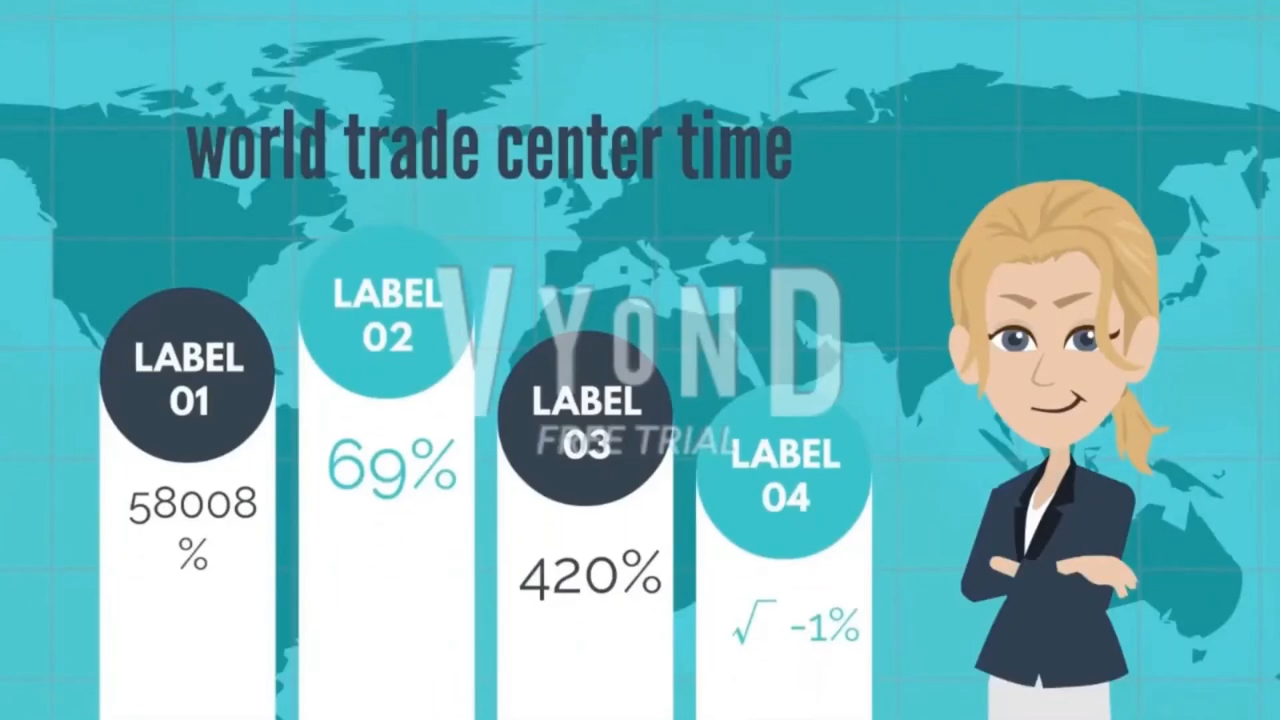 world trade center time
LABEL
01
58008
%
LABEL
02
69%
LABEL
03
420%
LABEL
04
√ -1%
VYOND
FREE TRIAL